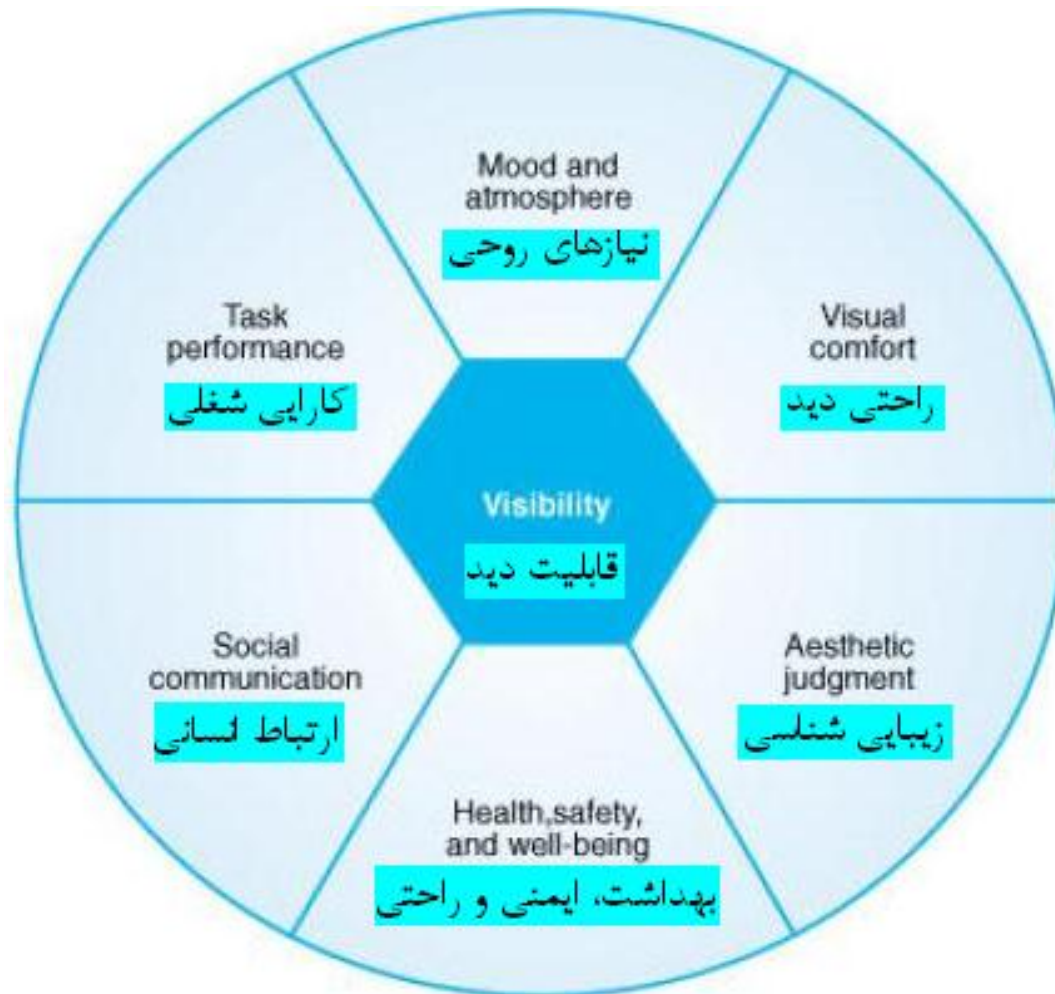 Mood and
atmosphere
نیازهای روحی
Task
performance
کارایی شغلی
Visual
comfort
راحتی دید
Visibility
قابلیت دید
Social
communication
ارتباط انسانی
Aesthetic
judgment
زیبایی شناسی
Health,safety,
and well-being
بهداشت، ایمنی و راحتی